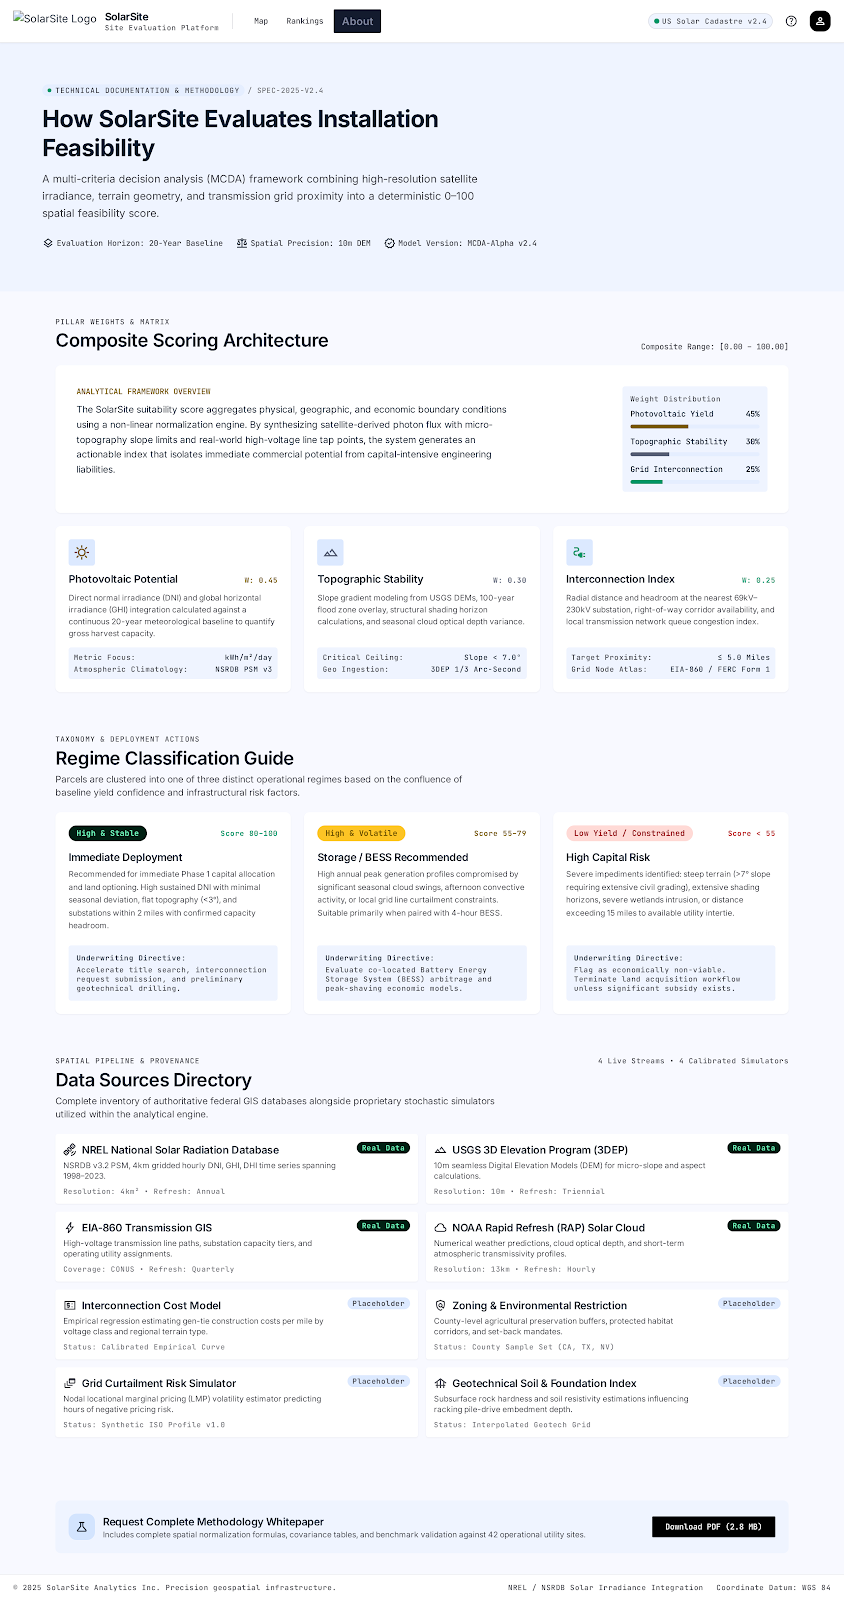 SolarSite Logo
SolarSite
Site Evaluation Platform
Map
Rankings
About
US Solar Cadastre v2.4
TECHNICAL DOCUMENTATION & METHODOLOGY / SPEC-2025-V2.4
How SolarSite Evaluates Installation
Feasibility
A multi-criteria decision analysis (MCDA) framework combining high-resolution satellite
irradiance, terrain geometry, and transmission grid proximity into a deterministic 0–100
spatial feasibility score.
Evaluation Horizon: 20-Year Baseline
Spatial Precision: 10m DEM
Model Version: MCDA-Alpha v2.4
PILLAR WEIGHTS & MATRIX
Composite Scoring Architecture
Composite Range: [0.00 – 100.00]
ANALYTICAL FRAMEWORK OVERVIEW
The SolarSite suitability score aggregates physical, geographic, and economic boundary conditions
using a non-linear normalization engine. By synthesizing satellite-derived photon flux with micro-
topography slope limits and real-world high-voltage line tap points, the system generates an
actionable index that isolates immediate commercial potential from capital-intensive engineering
liabilities.
Weight Distribution
Photovoltaic Yield 45%
Topographic Stability 30%
Grid Interconnection 25%
Photovoltaic Potential W: 0.45
Direct normal irradiance (DNI) and global horizontal
irradiance (GHI) integration calculated against a
continuous 20-year meteorological baseline to quantify
gross harvest capacity.
Metric Focus: kWh/m²/day
Atmospheric Climatology: NSRDB PSM v3
Topographic Stability W: 0.30
Slope gradient modeling from USGS DEMs, 100-year
flood zone overlay, structural shading horizon
calculations, and seasonal cloud optical depth variance.
Critical Ceiling: Slope < 7.0°
Geo Ingestion: 3DEP 1/3 Arc-Second
Interconnection Index W: 0.25
Radial distance and headroom at the nearest 69kV–
230kV substation, right-of-way corridor availability, and
local transmission network queue congestion index.
Target Proximity: ≤ 5.0 Miles
Grid Node Atlas: EIA-860 / FERC Form 1
TAXONOMY & DEPLOYMENT ACTIONS
Regime Classification Guide
Parcels are clustered into one of three distinct operational regimes based on the confluence of
baseline yield confidence and infrastructural risk factors.
High & Stable Score 80–100
Immediate Deployment
Recommended for immediate Phase 1 capital allocation
and land optioning. High sustained DNI with minimal
seasonal deviation, flat topography (<3°), and
substations within 2 miles with confirmed capacity
headroom.
Underwriting Directive:
Accelerate title search, interconnection
request submission, and preliminary
geotechnical drilling.
High & Volatile Score 55–79
Storage / BESS Recommended
High annual peak generation profiles compromised by
significant seasonal cloud swings, afternoon convective
activity, or local grid line curtailment constraints.
Suitable primarily when paired with 4-hour BESS.
Underwriting Directive:
Evaluate co-located Battery Energy
Storage System (BESS) arbitrage and
peak-shaving economic models.
Low Yield / Constrained Score < 55
High Capital Risk
Severe impediments identified: steep terrain (>7° slope
requiring extensive civil grading), extensive shading
horizons, severe wetlands intrusion, or distance
exceeding 15 miles to available utility intertie.
Underwriting Directive:
Flag as economically non-viable.
Terminate land acquisition workflow
unless significant subsidy exists.
SPATIAL PIPELINE & PROVENANCE
4 Live Streams • 4 Calibrated Simulators
Data Sources Directory
Complete inventory of authoritative federal GIS databases alongside proprietary stochastic simulators
utilized within the analytical engine.
NREL National Solar Radiation Database Real Data
NSRDB v3.2 PSM, 4km gridded hourly DNI, GHI, DHI time series spanning
1998–2023.
Resolution: 4km² • Refresh: Annual
USGS 3D Elevation Program (3DEP) Real Data
10m seamless Digital Elevation Models (DEM) for micro-slope and aspect
calculations.
Resolution: 10m • Refresh: Triennial
EIA-860 Transmission GIS Real Data
High-voltage transmission line paths, substation capacity tiers, and
operating utility assignments.
Coverage: CONUS • Refresh: Quarterly
NOAA Rapid Refresh (RAP) Solar Cloud Real Data
Numerical weather predictions, cloud optical depth, and short-term
atmospheric transmissivity profiles.
Resolution: 13km • Refresh: Hourly
Interconnection Cost Model Placeholder
Empirical regression estimating gen-tie construction costs per mile by
voltage class and regional terrain type.
Status: Calibrated Empirical Curve
Zoning & Environmental Restriction Placeholder
County-level agricultural preservation buffers, protected habitat
corridors, and set-back mandates.
Status: County Sample Set (CA, TX, NV)
Grid Curtailment Risk Simulator Placeholder
Nodal locational marginal pricing (LMP) volatility estimator predicting
hours of negative pricing risk.
Status: Synthetic ISO Profile v1.0
Geotechnical Soil & Foundation Index Placeholder
Subsurface rock hardness and soil resistivity estimations influencing
racking pile-drive embedment depth.
Status: Interpolated Geotech Grid
Request Complete Methodology Whitepaper
Includes complete spatial normalization formulas, covariance tables, and benchmark validation against 42 operational utility sites.
Download PDF (2.8 MB)
© 2025 SolarSite Analytics Inc. Precision geospatial infrastructure.
NREL / NSRDB Solar Irradiance Integration
Coordinate Datum: WGS 84